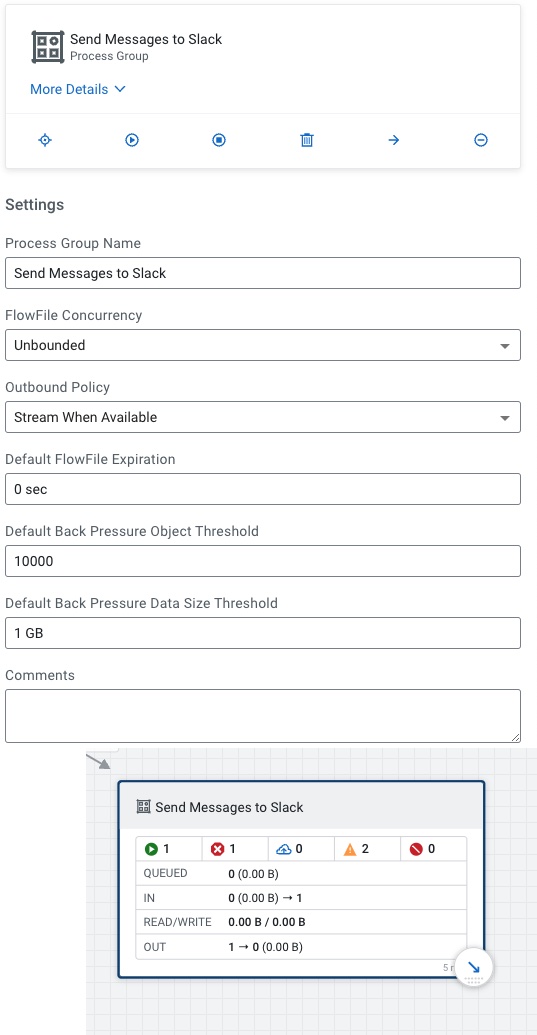 Send Messages to Slack
Process Group
More Details
Settings
Process Group Name
Send Messages to Slack
FlowFile Concurrency
Unbounded
Outbound Policy
Stream When Available
Default FlowFile Expiration
0 sec
Default Back Pressure Object Threshold
10000
Default Back Pressure Data Size Threshold
1 GB
Comments
Send Messages to Slack
1 1 0 2 0
QUEUED 0 (0.00 B)
IN 0 (0.00 B) → 1
READ/WRITE 0.00 B / 0.00 B
OUT 1 → 0 (0.00 B)
5